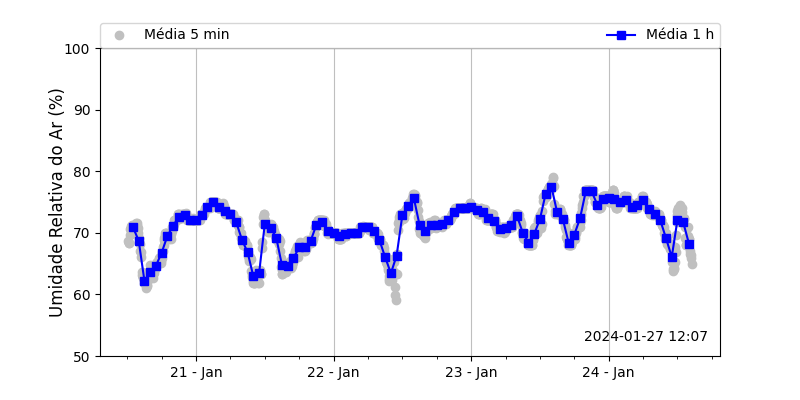 Média 5 min
Média 1 h
Umidade Relativa do Ar (%)
100
90
80
70
60
50
2024-01-27 12:07
21 - Jan
22 - Jan
23 - Jan
24 - Jan